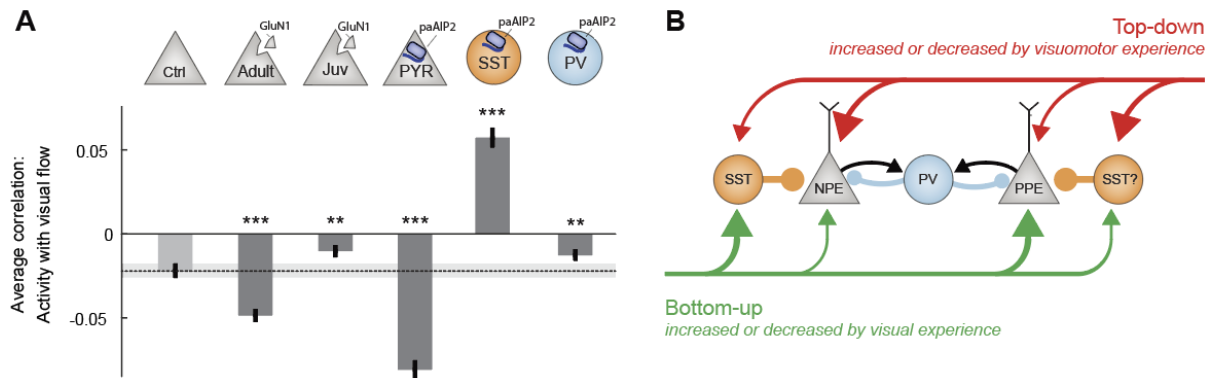 A
GluN1
GluN1
paAIP2
paAIP2
paAIP2
Ctrl
Adult
Juv
PYR
SST
PV
Average correlation:
Activity with visual flow
0.05
0
-0.05
***
**
***
***
**
B
Top-down
increased or decreased by visuomotor experience
SST
NPE
PV
PPE
SST?
Bottom-up
increased or decreased by visual experience